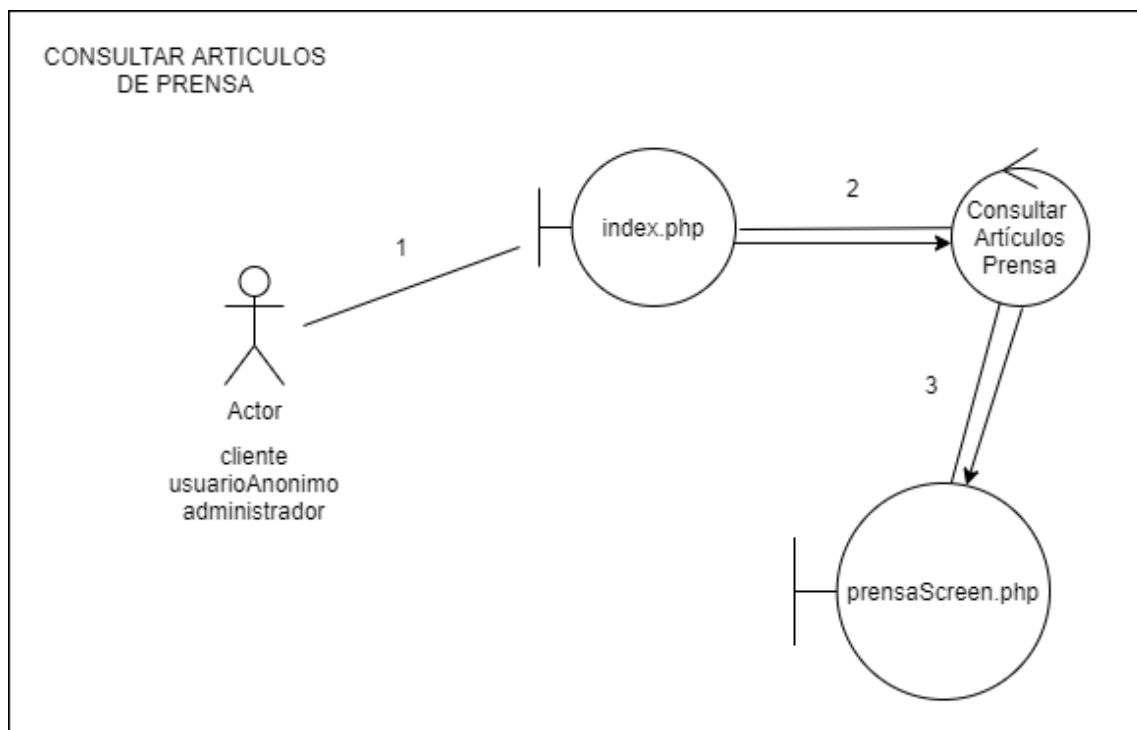 CONSULTAR ARTICULOS
DE PRENSA
index.php
2
Consultar
Artículos
Prensa
1
Actor
cliente
usuarioAnonimo
administrador
3
prensaScreen.php